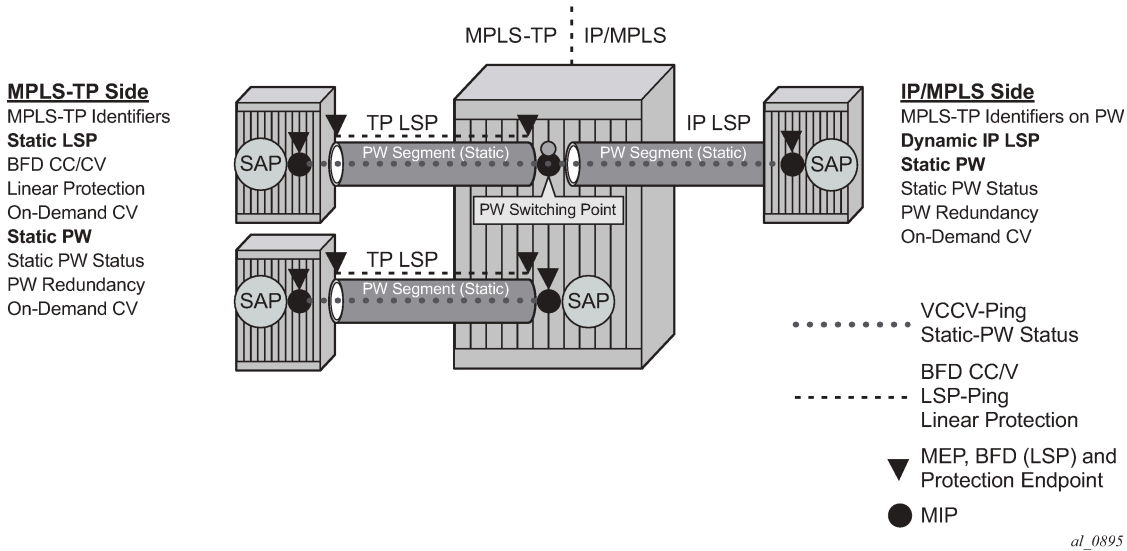 MPLS-TP IP/MPLS
MPLS-TP Side
MPLS-TP Identifiers
Static LSP
BFD CC/CV
Linear Protection
On-Demand CV
Static PW
Static PW Status
PW Redundancy
On-Demand CV
TP LSP
SAP
PW Segment (Static)
PW Switching Point
IP LSP
PW Segment (Static)
SAP
TP LSP
SAP
PW Segment (Static)
SAP
IP/MPLS Side
MPLS-TP Identifiers on PW
Dynamic IP LSP
Static PW
Static PW Status
PW Redundancy
On-Demand CV
VCCV-Ping
Static-PW Status
BFD CC/V
LSP-Ping
Linear Protection
MEP, BFD (LSP) and
Protection Endpoint
MIP
al_0895